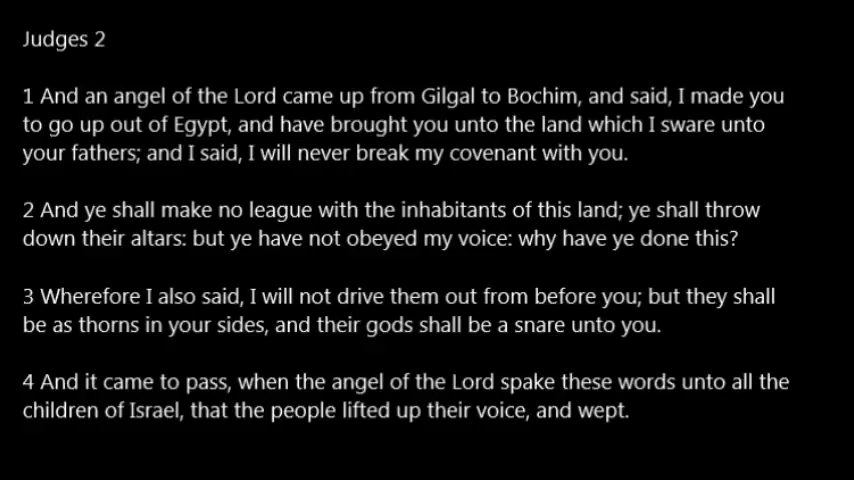 Judges 2
1 And an angel of the Lord came up from Gilgal to Bochim, and said, I made you
to go up out of Egypt, and have brought you unto the land which I sware unto
your fathers; and I said, I will never break my covenant with you.
2 And ye shall make no league with the inhabitants of this land; ye shall throw
down their altars: but ye have not obeyed my voice: why have ye done this?
3 Wherefore I also said, I will not drive them out from before you; but they shall
be as thorns in your sides, and their gods shall be a snare unto you.
4 And it came to pass, when the angel of the Lord spake these words unto all the
children of Israel, that the people lifted up their voice, and wept.